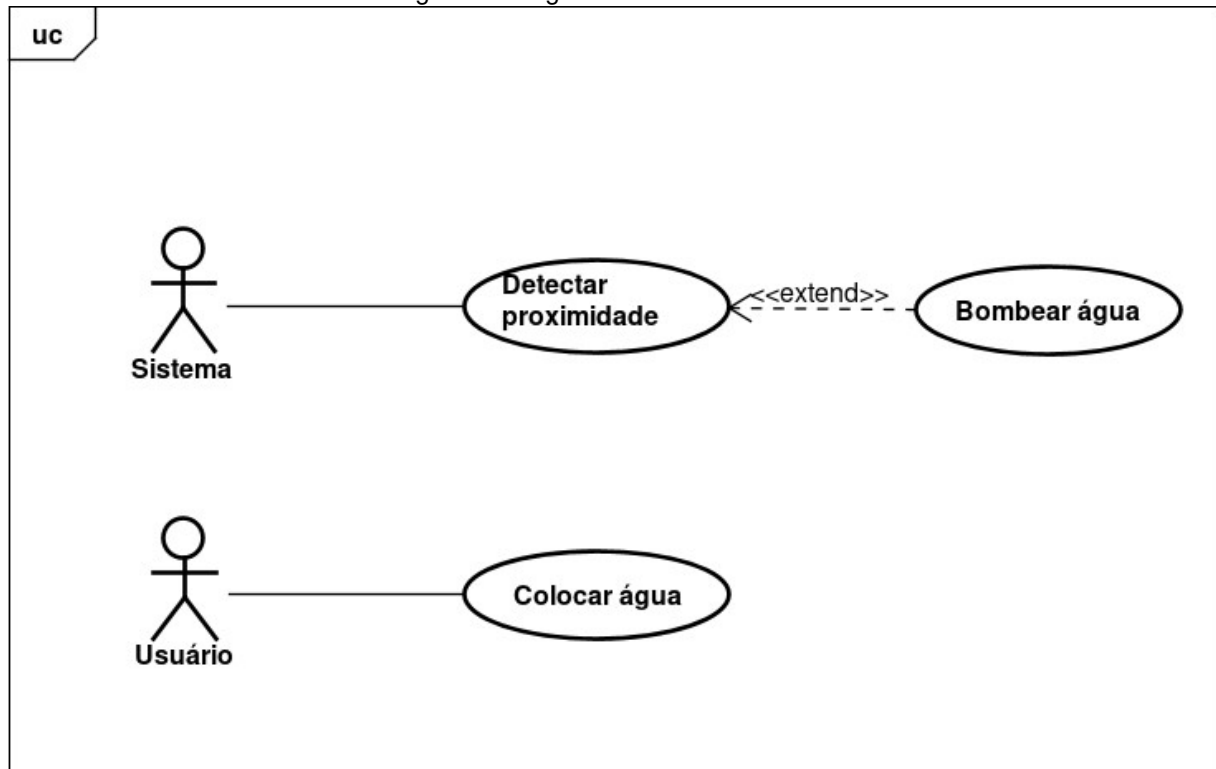 uc
Detectar
proximidade
<<extend>>
Bombear água
Sistema
Colocar água
Usuário